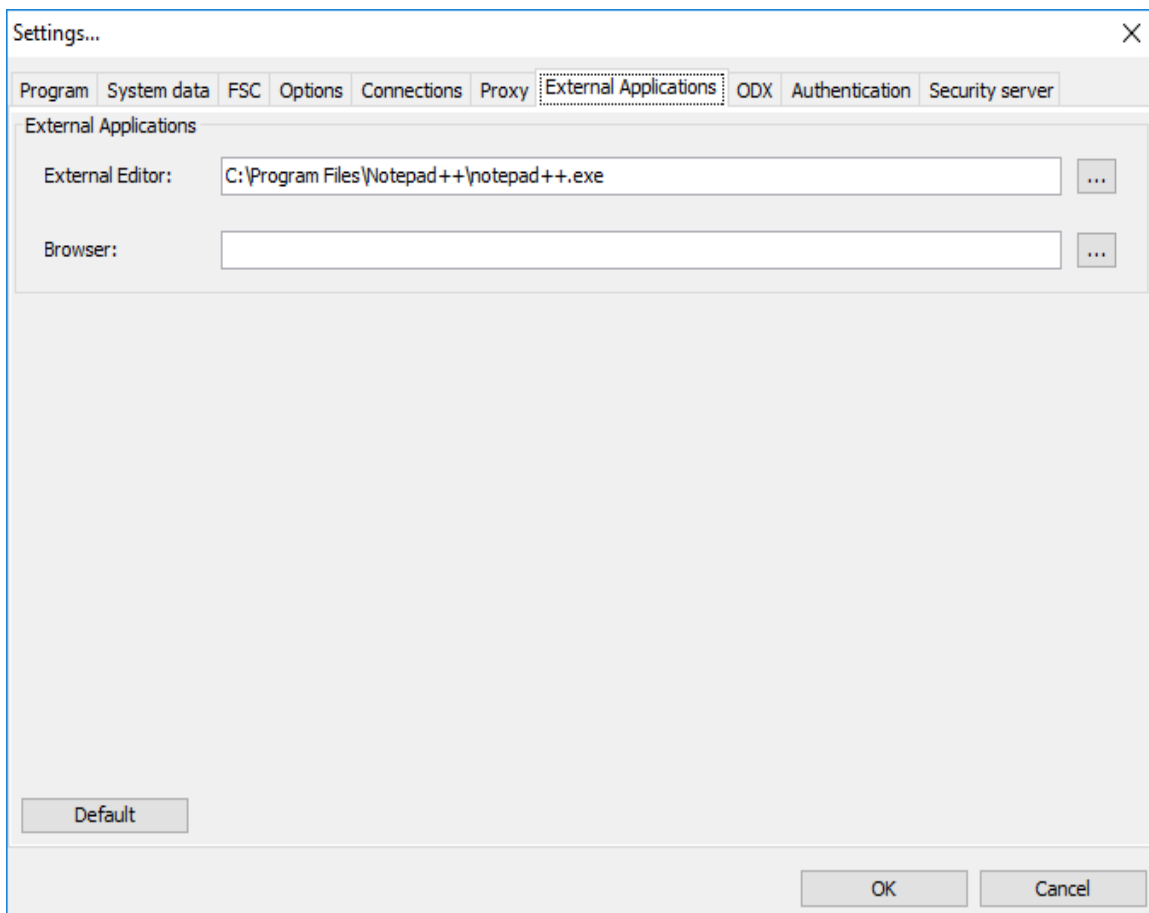 Settings...
Program System data FSC Options Connections Proxy External Applications ODX Authentication Security server
External Applications
External Editor: C:\Program Files\Notepad++\notepad++.exe ...
Browser: ...
Default
OK Cancel